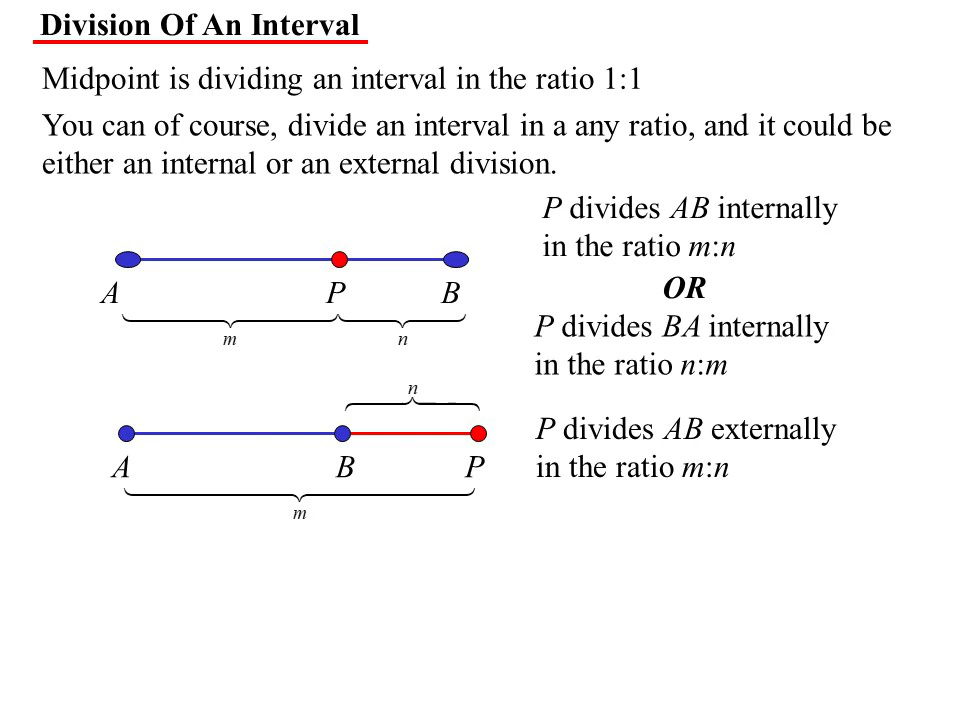 Division Of An Interval
Midpoint is dividing an interval in the ratio 1:1
You can of course, divide an interval in a any ratio, and it could be
either an internal or an external division.
P divides AB internally
in the ratio m:n
OR
P divides BA internally
in the ratio n:m
A P B
m n
n
A B P
m
P divides AB externally
in the ratio m:n